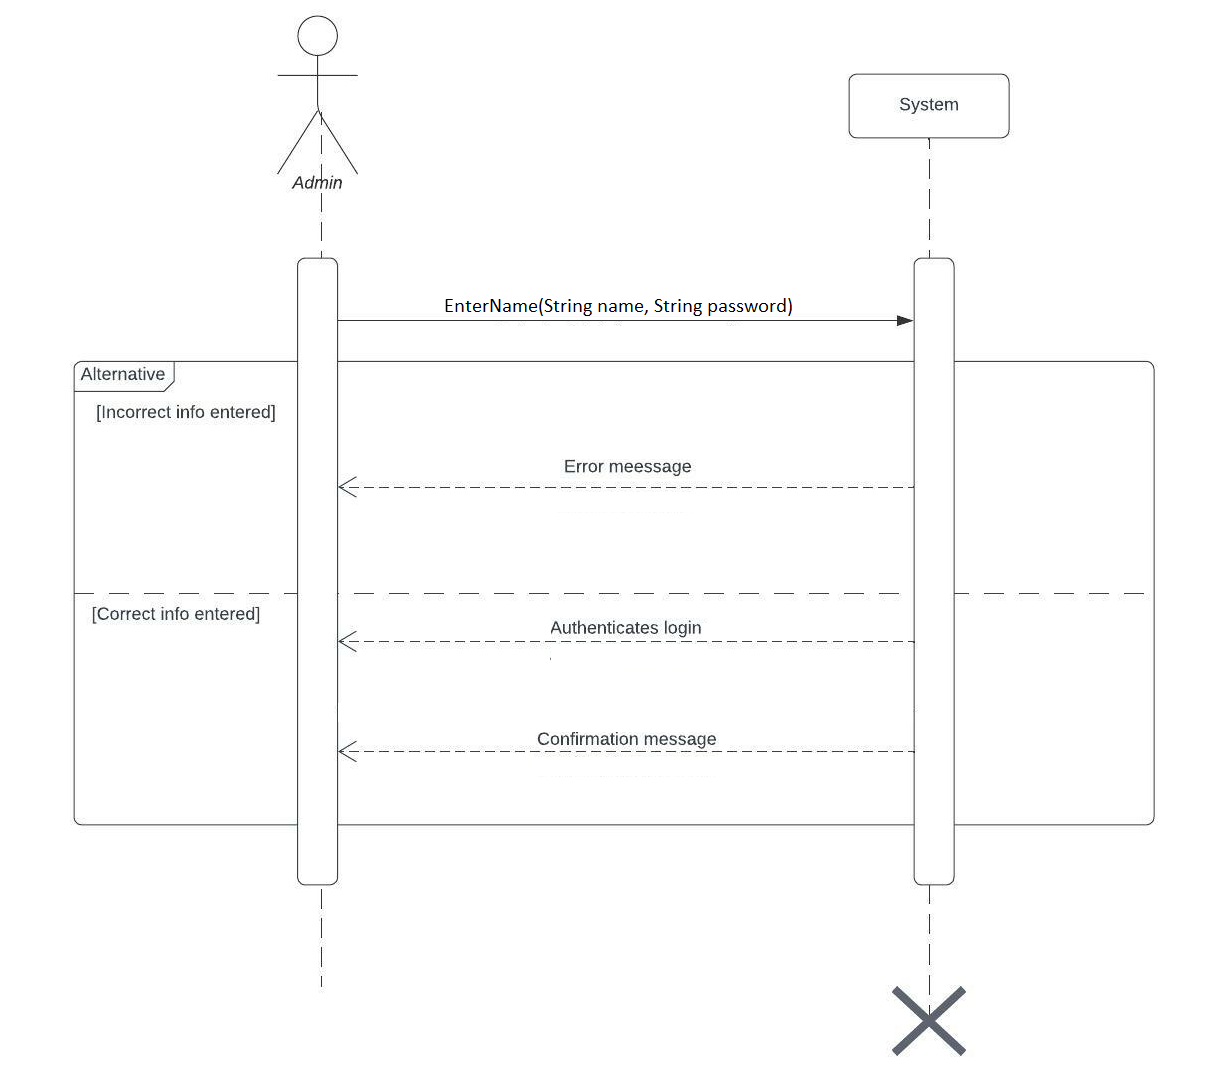 System
Admin
EnterName(String name, String password)
Alternative
[Incorrect info entered]
Error meessage
[Correct info entered]
Authenticates login
Confirmation message